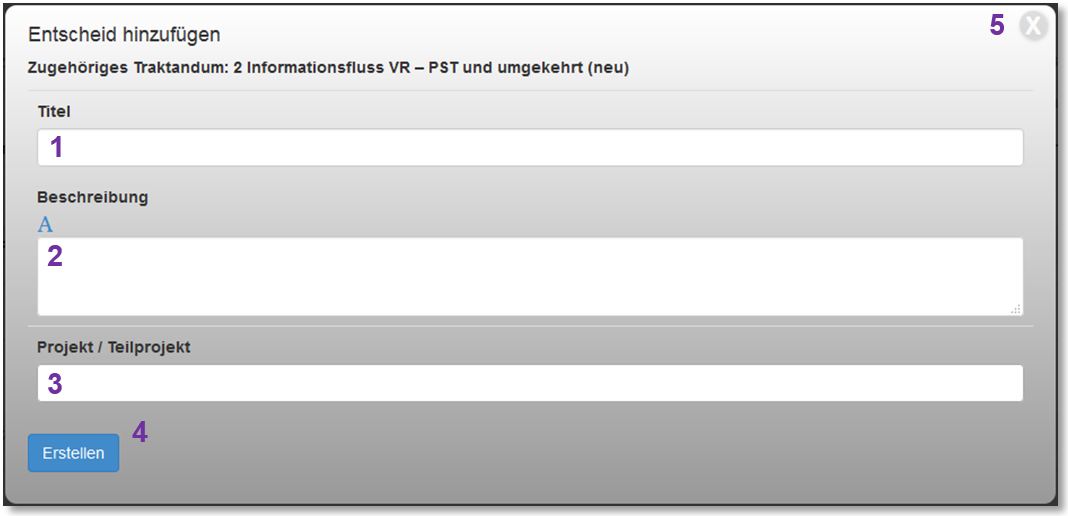 Entscheid hinzufügen
5 X
Zugehöriges Traktandum: 2 Informationsfluss VR – PST und umgekehrt (neu)
Titel
1
Beschreibung
A
2
Projekt / Teilprojekt
3
4
Erstellen